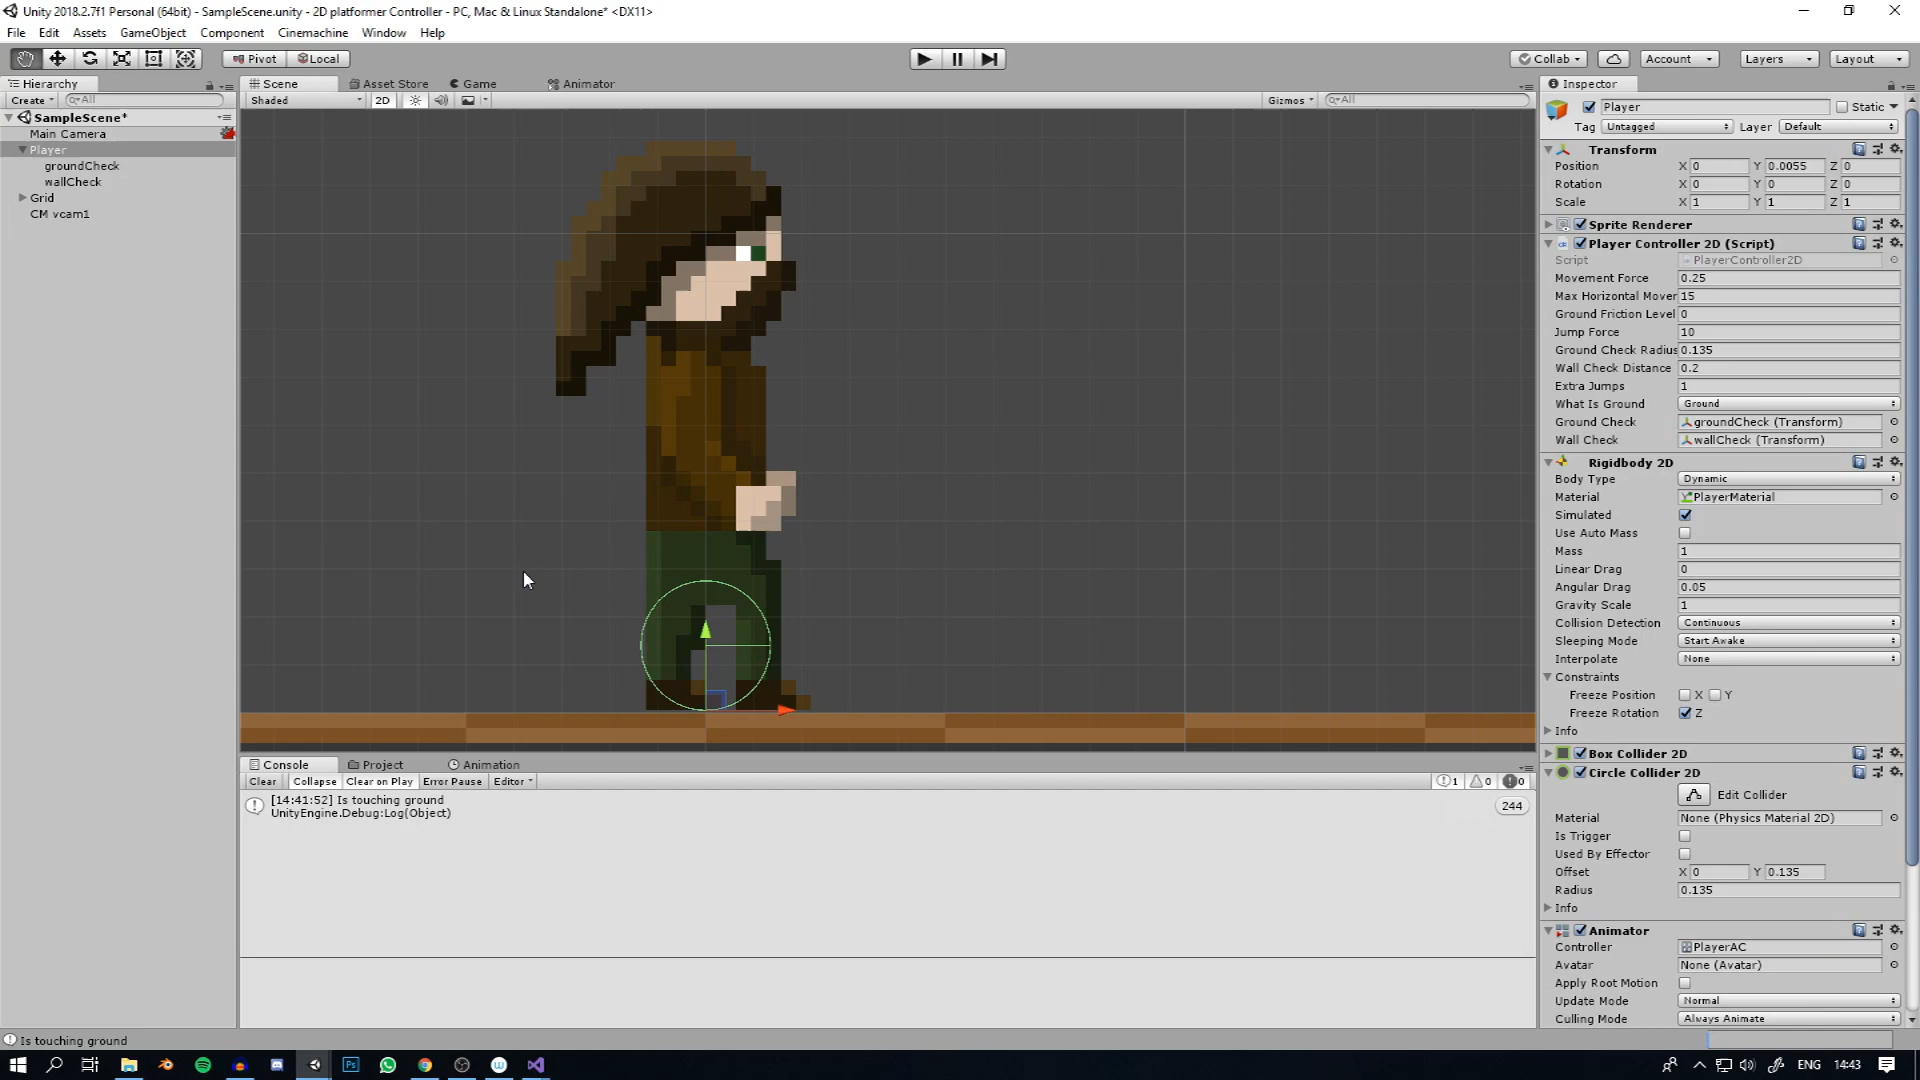 Unity 2018.2.7f1 Personal (64bit) - SampleScene.unity - 2D platformer Controller - PC, Mac & Linux Standalone* <DX11>
File Edit Assets GameObject Component Cinemachine Window Help
Pivot Local
Collab Account Layers Layout
Hierarchy
Create All
SampleScene*
Main Camera
Player
groundCheck
wallCheck
Grid
CM vcam1
Scene Asset Store Game Animator
Shaded 2D Gizmos All
Inspector
Player Static
Tag Untagged Layer Default
Transform
Position X 0 Y 0.0055 Z 0
Rotation X 0 Y 0 Z 0
Scale X 1 Y 1 Z 1
Sprite Renderer
Player Controller 2D (Script)
Script PlayerController2D
Movement Force 0.25
Max Horizontal Mover 15
Ground Friction Level 0
Jump Force 10
Ground Check Radius 0.135
Wall Check Distance 0.2
Extra Jumps 1
What Is Ground Ground
Ground Check groundCheck (Transform)
Wall Check wallCheck (Transform)
Rigidbody 2D
Body Type Dynamic
Material PlayerMaterial
Simulated
Use Auto Mass
Mass 1
Linear Drag 0
Angular Drag 0.05
Gravity Scale 1
Collision Detection Continuous
Sleeping Mode Start Awake
Interpolate None
Constraints
Freeze Position X Y
Freeze Rotation Z
Info
Box Collider 2D
Circle Collider 2D
Edit Collider
Material None (Physics Material 2D)
Is Trigger
Used By Effector
Offset X 0 Y 0.135
Radius 0.135
Info
Animator
Controller PlayerAC
Avatar None (Avatar)
Apply Root Motion
Update Mode Normal
Culling Mode Always Animate
Console Project Animation
Clear Collapse Clear on Play Error Pause Editor 1 0 0
[14:41:52] Is touching ground
UnityEngine.Debug:Log(Object)
244
Is touching ground
Ps
ENG 14:43